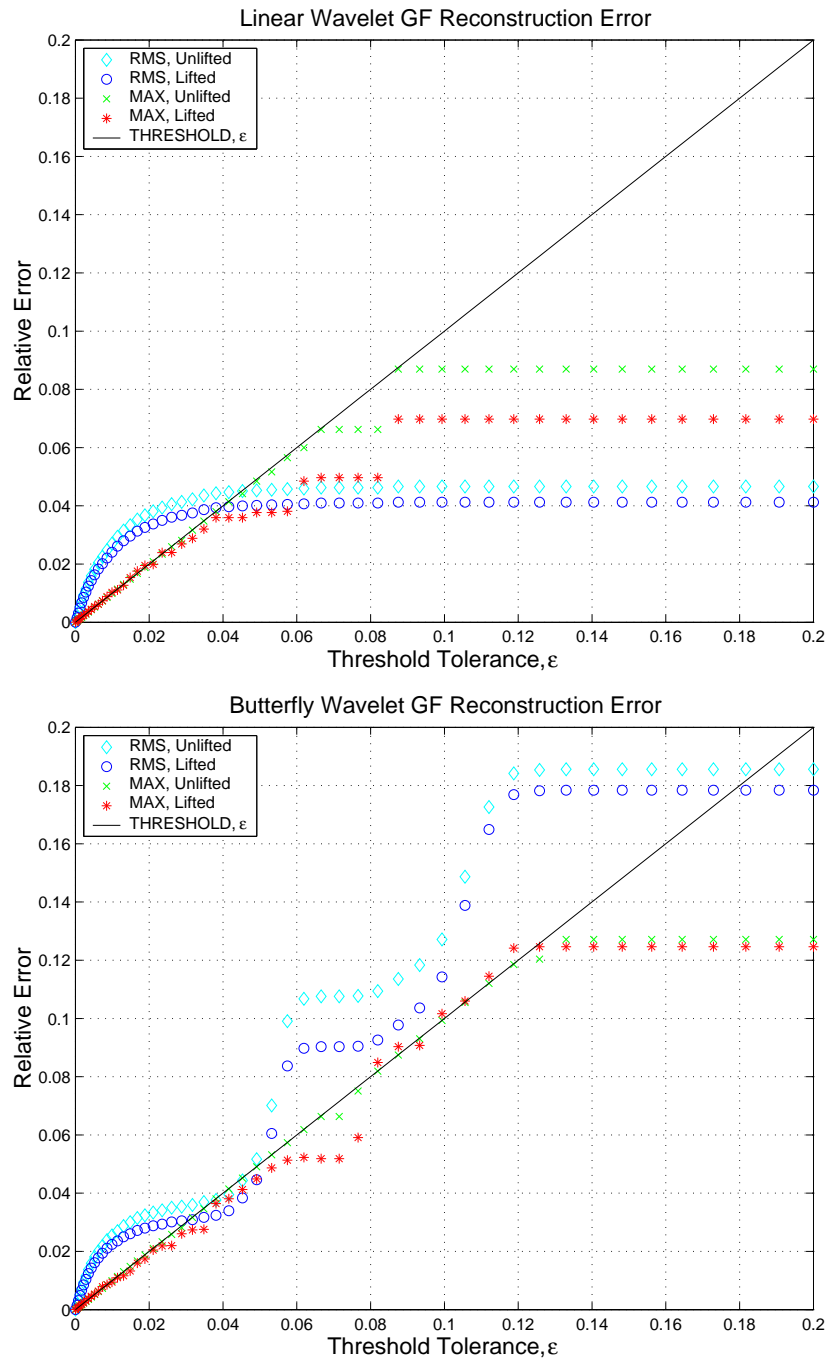 Linear Wavelet GF Reconstruction Error
0.2
0.18
0.16
0.14
0.12
0.1
0.08
0.06
0.04
0.02
0
Relative Error
RMS, Unlifted
RMS, Lifted
MAX, Unlifted
MAX, Lifted
THRESHOLD, ε
0 0.02 0.04 0.06 0.08 0.1 0.12 0.14 0.16 0.18 0.2
Threshold Tolerance, ε
Butterfly Wavelet GF Reconstruction Error
0.2
0.18
0.16
0.14
0.12
0.1
0.08
0.06
0.04
0.02
0
Relative Error
RMS, Unlifted
RMS, Lifted
MAX, Unlifted
MAX, Lifted
THRESHOLD, ε
0 0.02 0.04 0.06 0.08 0.1 0.12 0.14 0.16 0.18 0.2
Threshold Tolerance, ε